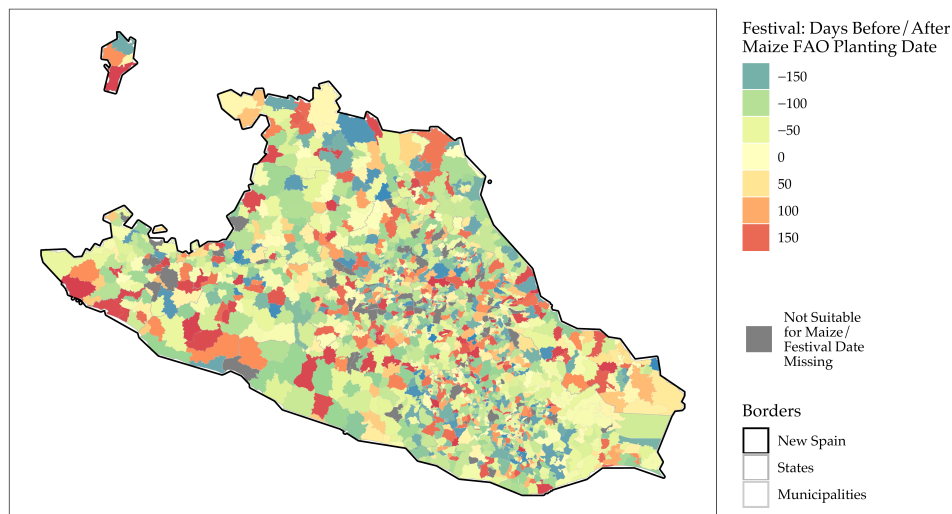 Festival: Days Before/After
Maize FAO Planting Date
−150
−100
−50
0
50
100
150
Not Suitable
for Maize/
Festival Date
Missing
Borders
New Spain
States
Municipalities